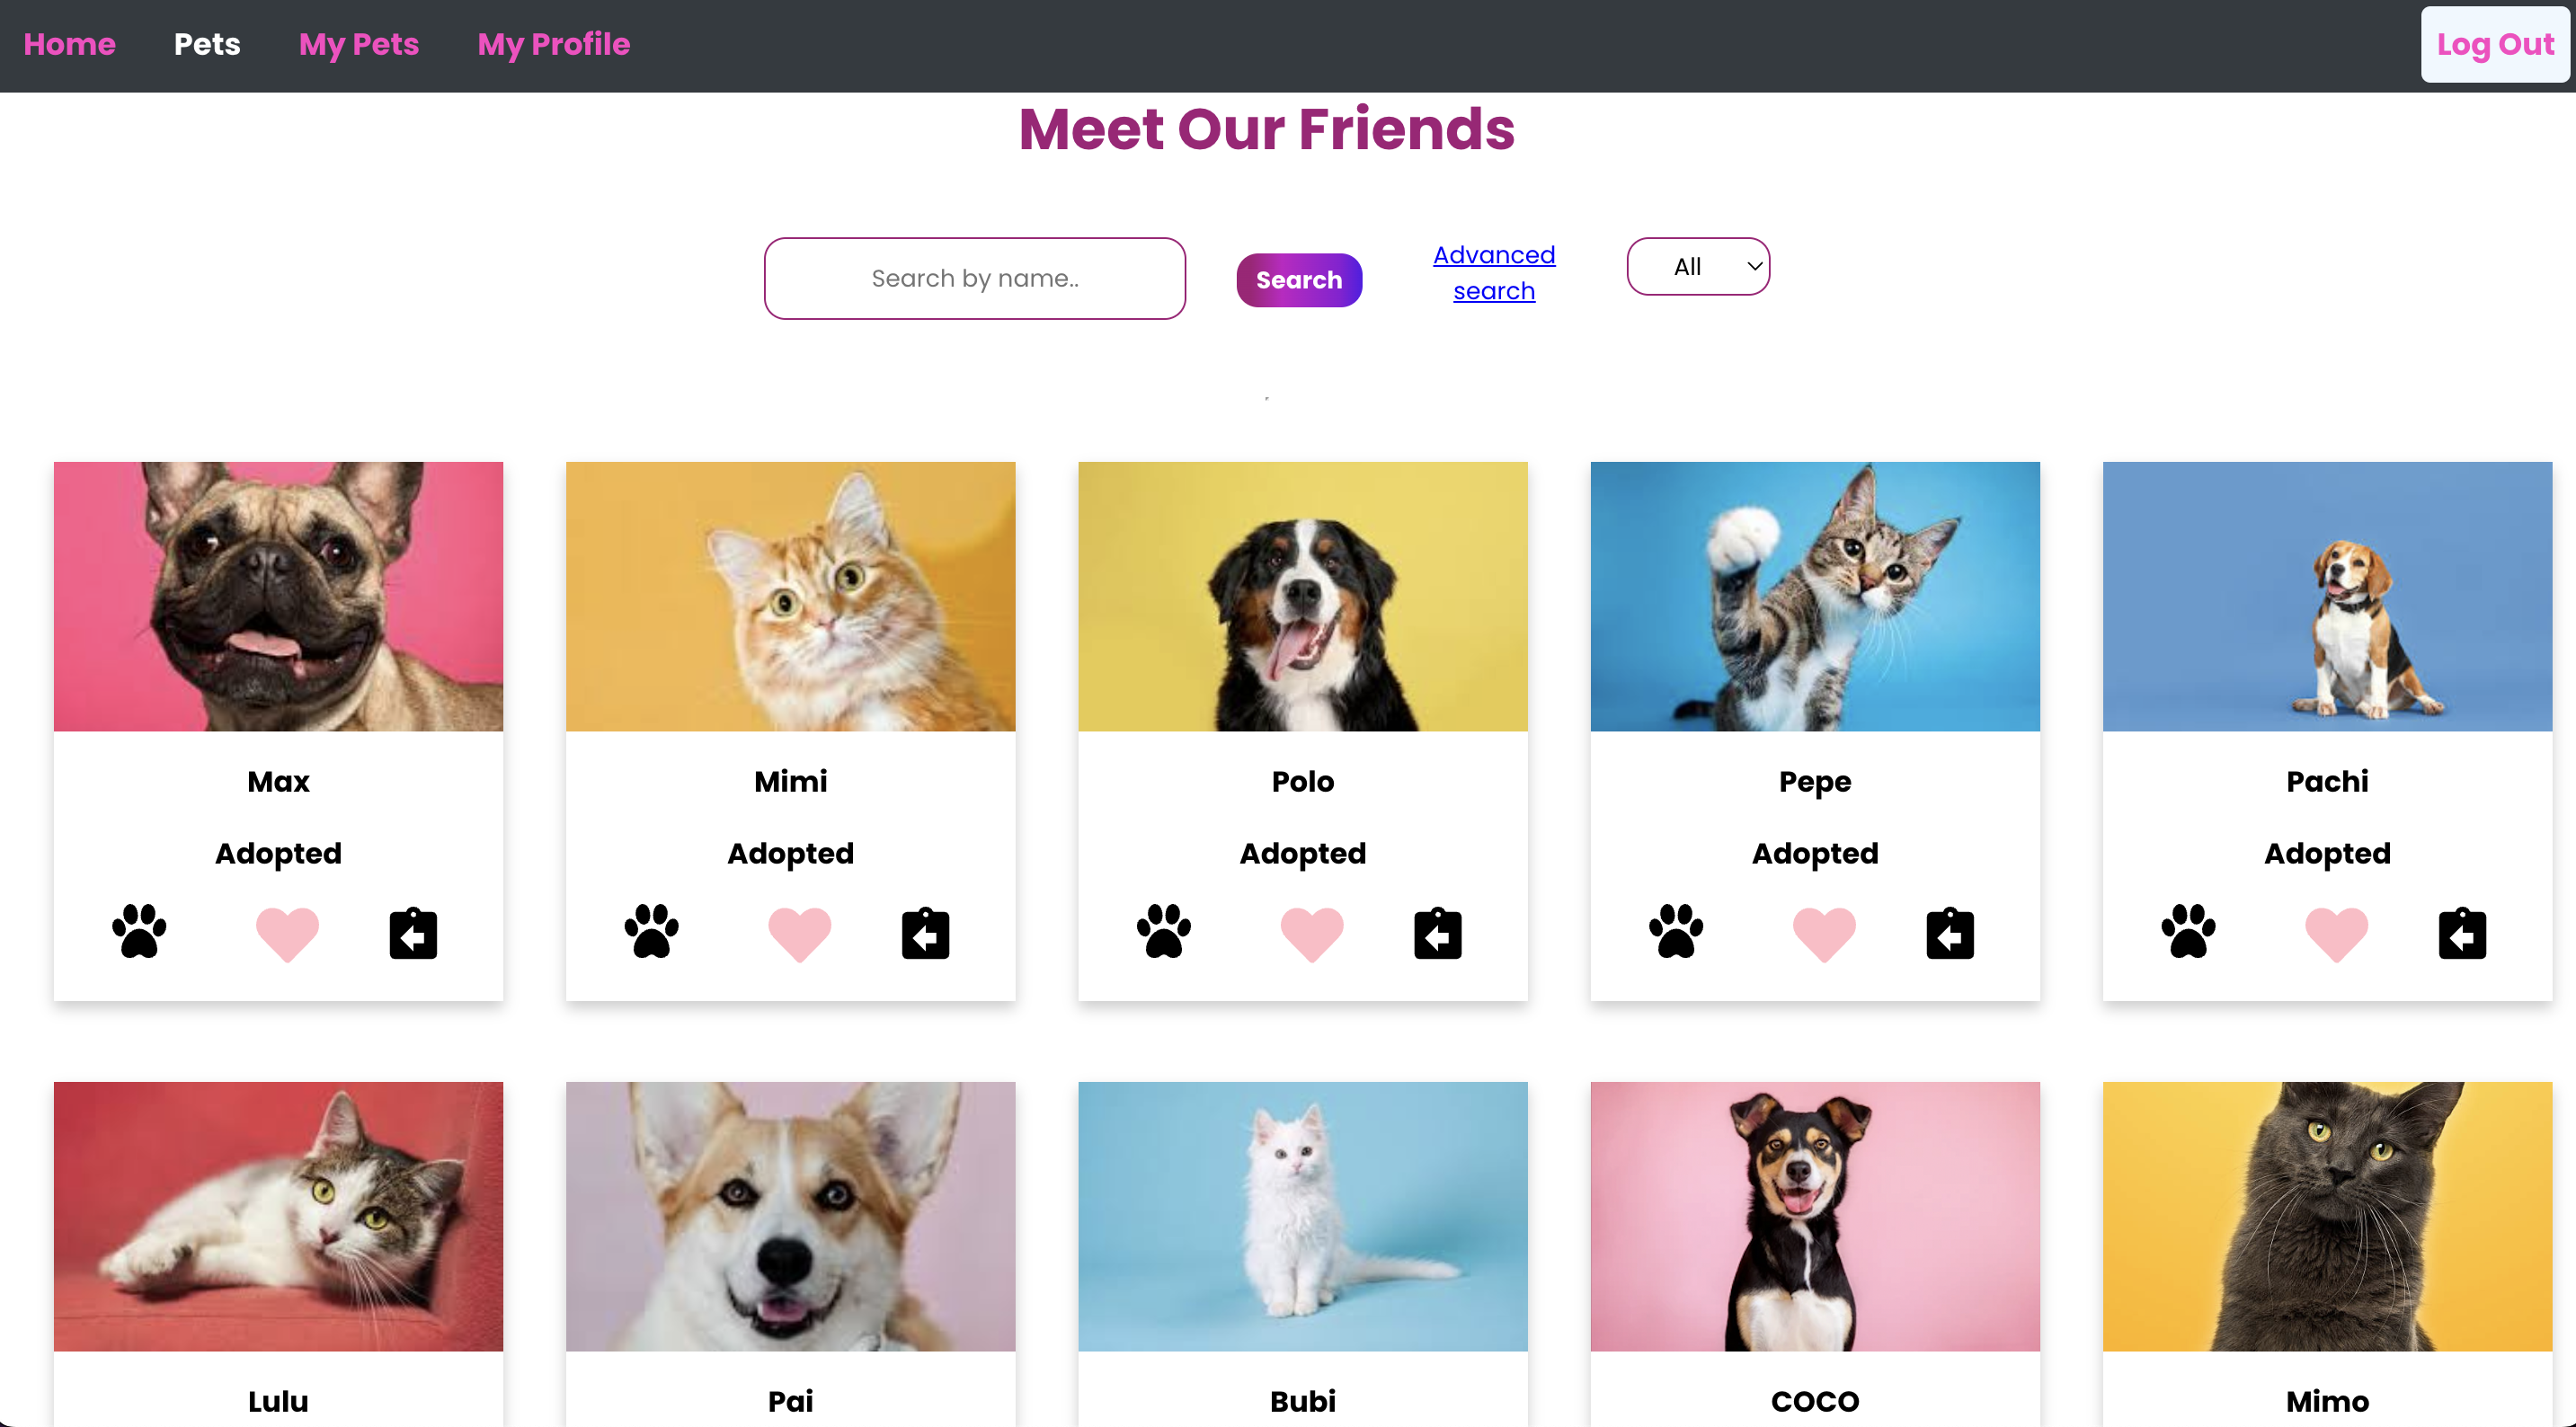 Home Pets My Pets My Profile Log Out
Meet Our Friends
Search by name.. Search Advanced search All
Max Mimi Polo Pepe Pachi
Adopted Adopted Adopted Adopted Adopted
Lulu Pai Bubi COCO Mimo